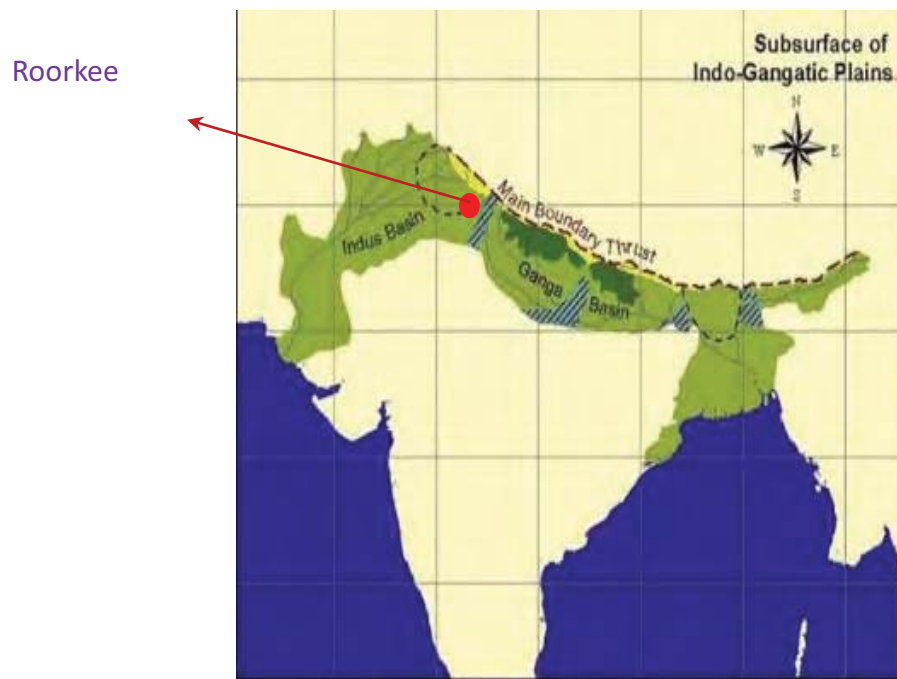 Roorkee
Subsurface of
Indo-Gangatic Plains
N
W E
S
Main Boundary Thrust
Indus Basin
Ganga
Basin